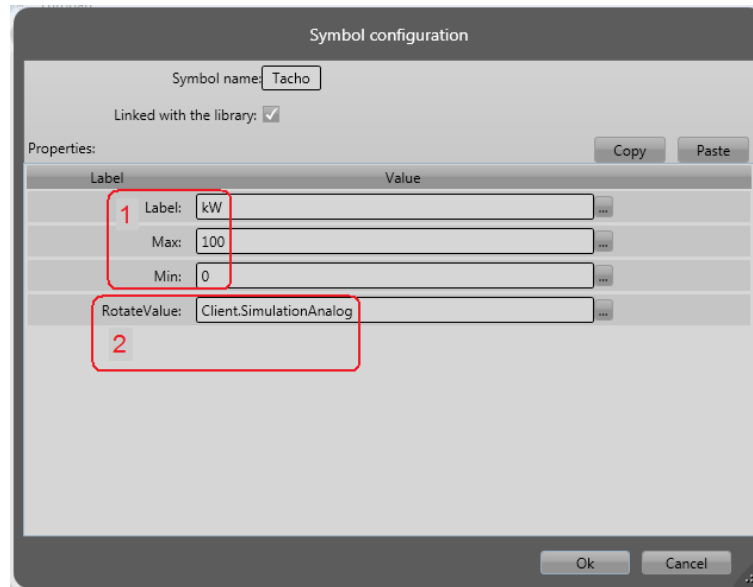 Symbol configuration
Symbol name: Tacho
Linked with the library:
Properties:
Copy Paste
Label Value
1
Label: kW ...
Max: 100 ...
Min: 0 ...
RotateValue: Client.SimulationAnalog ...
2
Ok Cancel